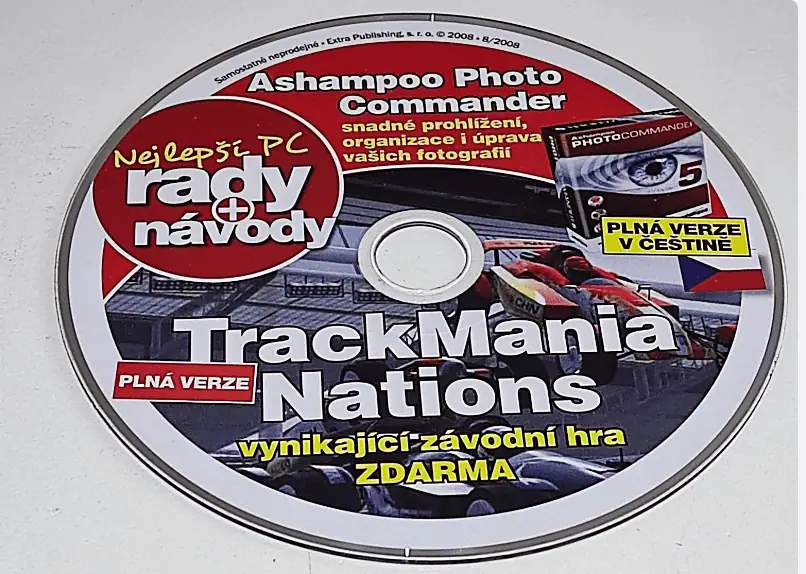 Samostatně neprodejné • Extra Publishing, s. r. o. © 2008 • 8/2008
Ashampoo Photo
Commander
snadné prohlížení,
organizace i úprava
vašich fotografií
Nejlepší PC
rady
+
návody
Ashampoo
PHOTOCOMMANDER
5
PLNÁ VERZE
V ČEŠTINĚ
TrackMania
Nations
PLNÁ VERZE
vynikající závodní hra
ZDARMA